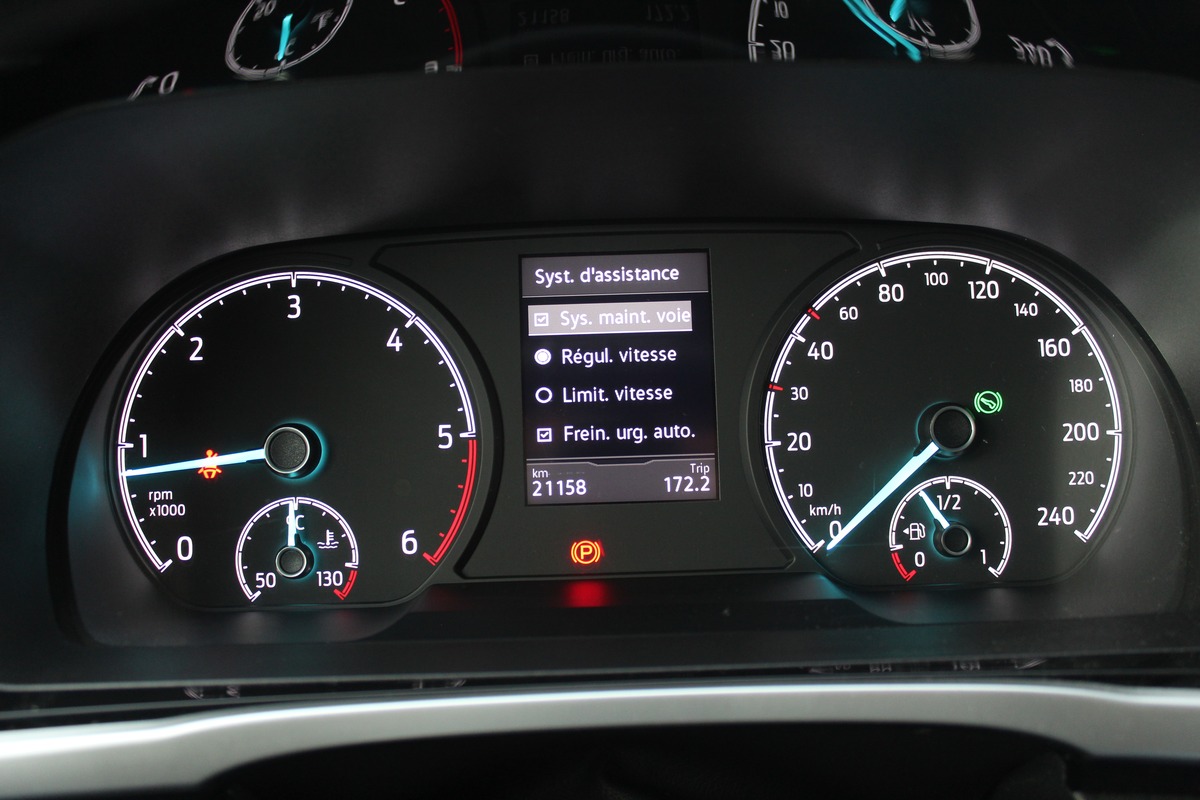 Syst. d'assistance
Sys. maint. voie
Régul. vitesse
Limit. vitesse
Frein. urg. auto.
km Trip
21158 172.2
P
0
1
2
3
4
5
6
rpm
x1000
°C
50 130
0
10
20
30
40
60
80
100
120
140
160
180
200
220
240
km/h
0 1/2 1